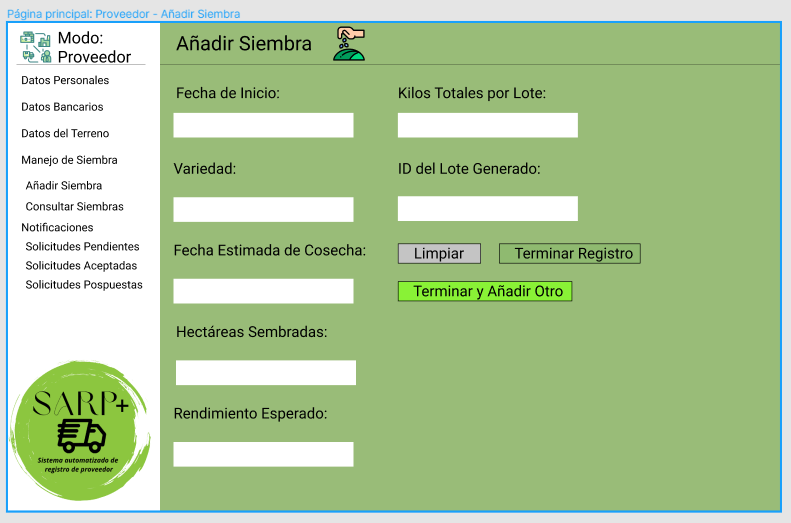 Página principal: Proveedor - Añadir Siembra
Modo:
Proveedor
Datos Personales
Datos Bancarios
Datos del Terreno
Manejo de Siembra
Añadir Siembra
Consultar Siembras
Notificaciones
Solicitudes Pendientes
Solicitudes Aceptadas
Solicitudes Pospuestas
SARP+
Sistema automatizado de
registro de proveedor
Añadir Siembra
Fecha de Inicio:
Variedad:
Fecha Estimada de Cosecha:
Hectáreas Sembradas:
Rendimiento Esperado:
Kilos Totales por Lote:
ID del Lote Generado:
Limpiar
Terminar Registro
Terminar y Añadir Otro